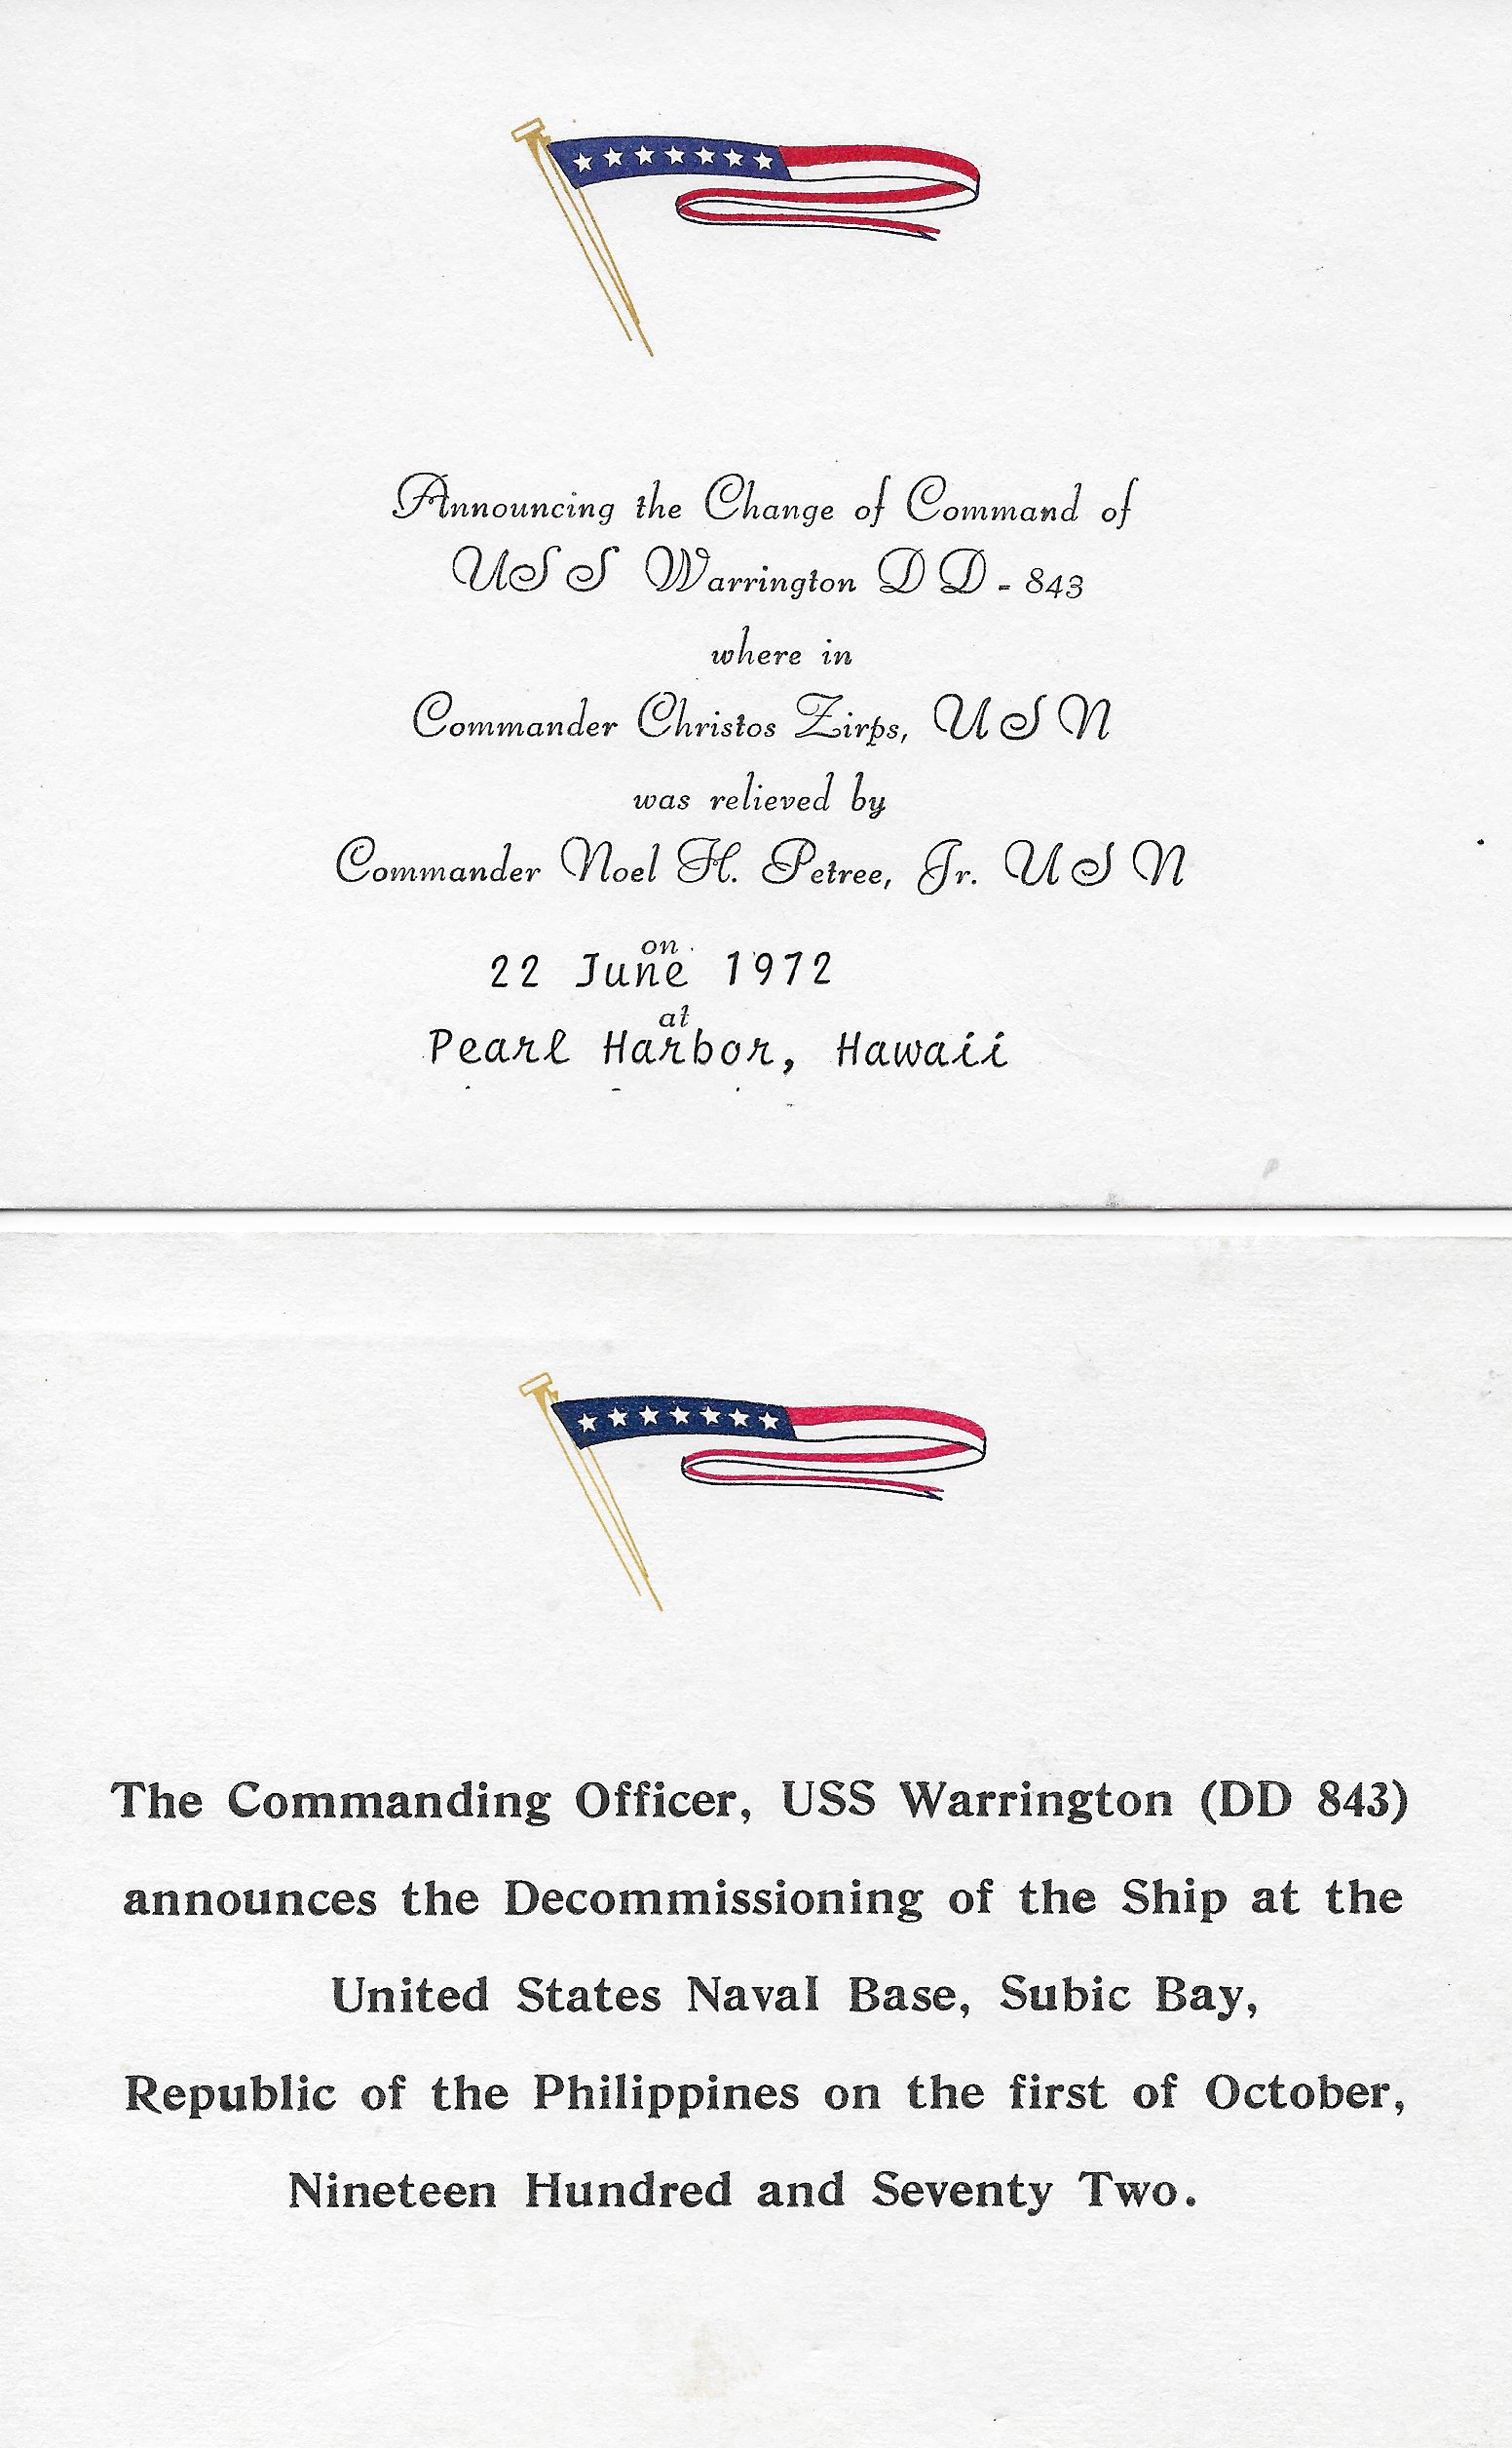 Announcing the Change of Command of
USS Warrington DD - 843
where in
Commander Christos Zirps, USN
was relieved by
Commander Noel H. Petree, Jr. USN
on
22 June 1972
at
Pearl Harbor, Hawaii
The Commanding Officer, USS Warrington (DD 843)
announces the Decommissioning of the Ship at the
United States Naval Base, Subic Bay,
Republic of the Philippines on the first of October,
Nineteen Hundred and Seventy Two.